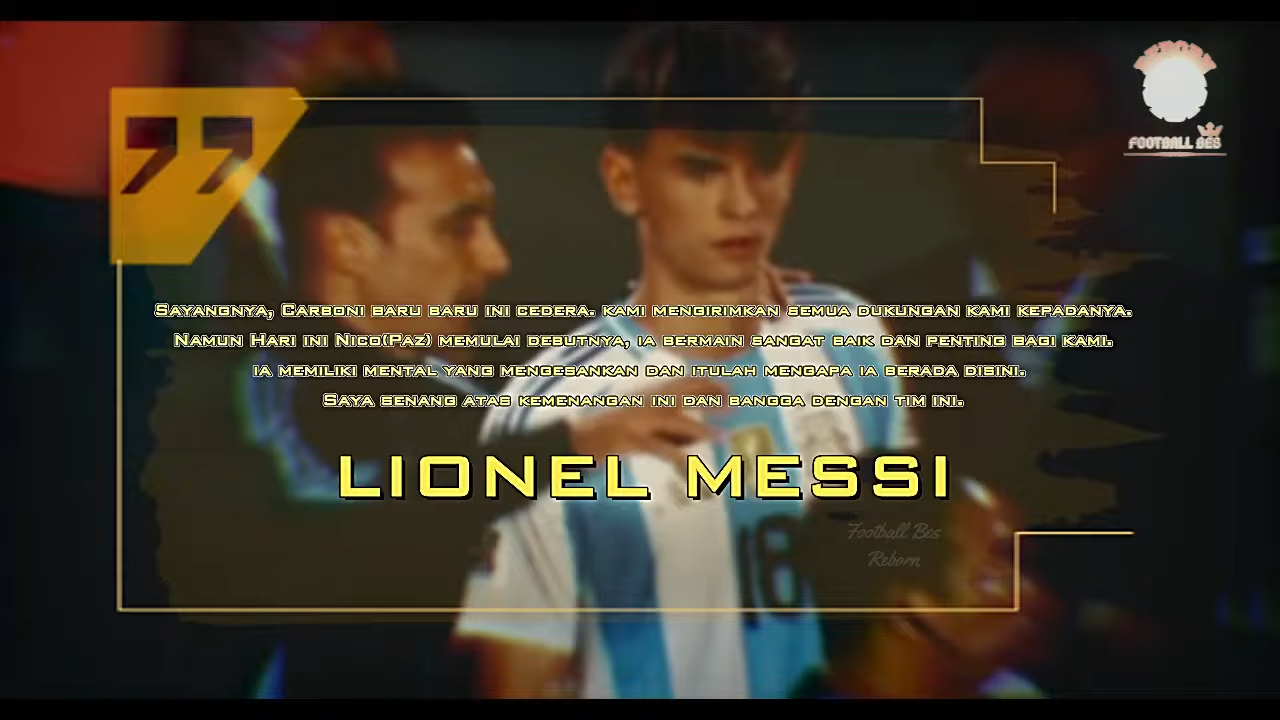 FOOTBALL BES
Sayangnya, Carboni baru baru ini cedera. kami mengirimkan semua dukungan kami kepadanya.
Namun Hari ini Nico(Paz) memulai debutnya, ia bermain sangat baik dan penting bagi kami.
ia memiliki mental yang mengesankan dan itulah mengapa ia berada disini.
Saya senang atas kemenangan ini dan bangga dengan tim ini.
LIONEL MESSI
Football Bes
Reborn
16